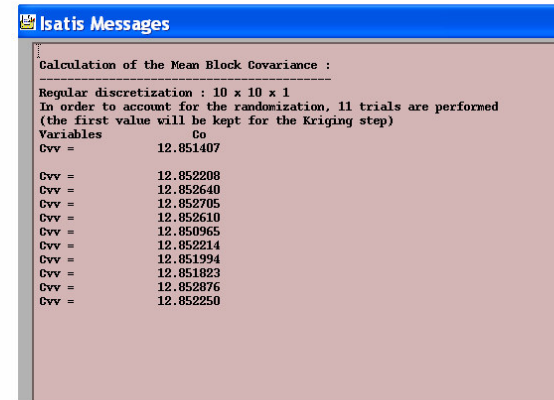 Isatis Messages
Calculation of the Mean Block Covariance :
------------------------------------------
Regular discretization : 10 x 10 x 1
In order to account for the randomization, 11 trials are performed
(the first value will be kept for the Kriging step)
Variables Co
Cvv = 12.851407
Cvv = 12.852208
Cvv = 12.852640
Cvv = 12.852705
Cvv = 12.852610
Cvv = 12.850965
Cvv = 12.852214
Cvv = 12.851994
Cvv = 12.851823
Cvv = 12.852876
Cvv = 12.852250